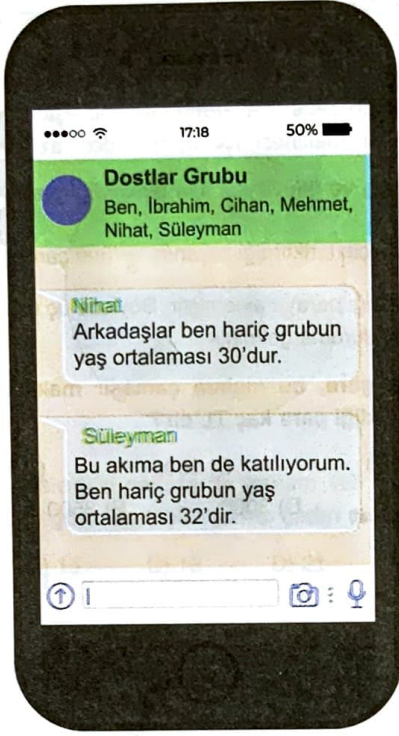 17:18 50%
Dostlar Grubu
Ben, İbrahim, Cihan, Mehmet,
Nihat, Süleyman
Nihat
Arkadaşlar ben hariç grubun
yaş ortalaması 30'dur.
Süleyman
Bu akıma ben de katılıyorum.
Ben hariç grubun yaş
ortalaması 32'dir.